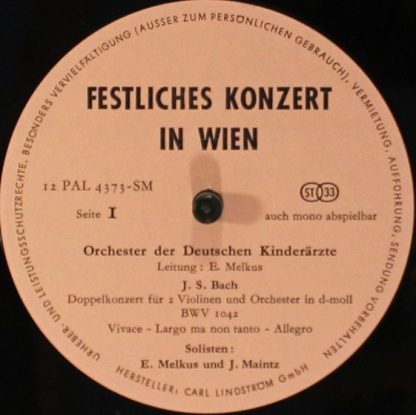 URHEBER- UND LEISTUNGSSCHUTZRECHTE, BESONDERS VERVIELFÄLTIGUNG (AUSSER ZUM PERSÖNLICHEN GEBRAUCH), VERMIETUNG, AUFFÜHRUNG, SENDUNG VORBEHALTEN
FESTLICHES KONZERT
IN WIEN
12 PAL 4373-SM
ST 33
Seite I
auch mono abspielbar
Orchester der Deutschen Kinderärzte
Leitung : E. Melkus
J. S. Bach
Doppelkonzert für 2 Violinen und Orchester in d-moll
BWV 1042
Vivace - Largo ma non tanto - Allegro
Solisten :
E. Melkus und J. Maintz
HERSTELLER: CARL LINDSTRÖM GmbH